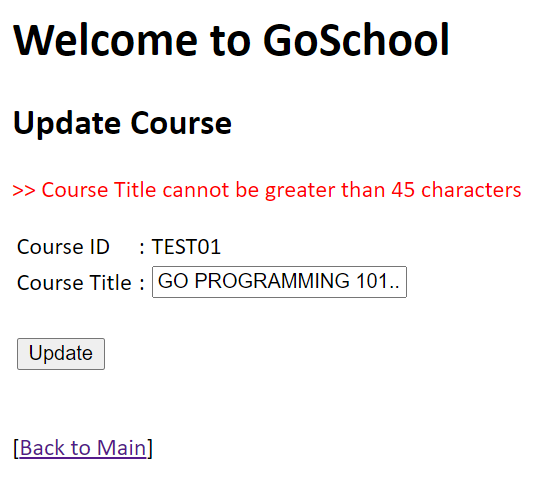 Welcome to GoSchool
Update Course
>> Course Title cannot be greater than 45 characters
Course ID : TEST01
Course Title : GO PROGRAMMING 101..
Update
[Back to Main]